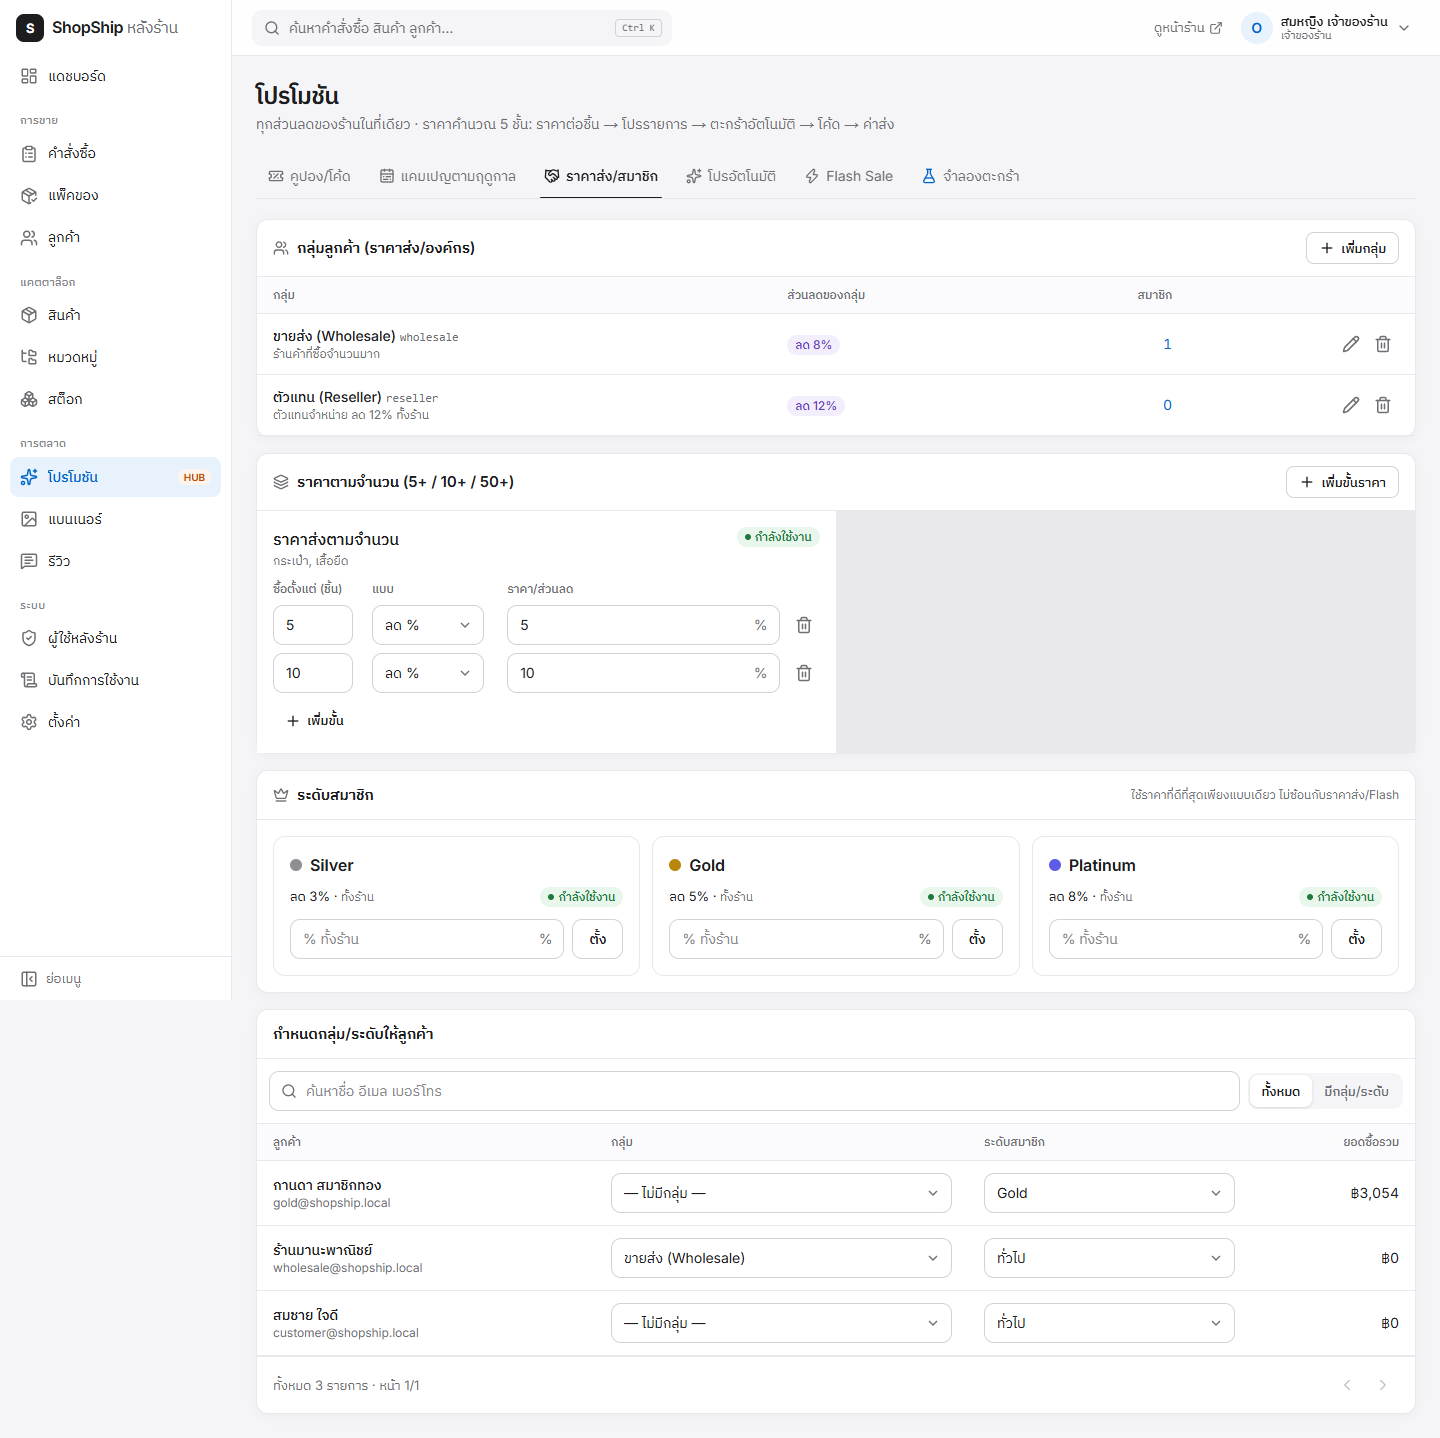 S ShopShip หลังร้าน
ค้นหาคำสั่งซื้อ สินค้า ลูกค้า...
Ctrl K
ดูหน้าร้าน
O
สมหญิง เจ้าของร้าน
เจ้าของร้าน
แดชบอร์ด
การขาย
คำสั่งซื้อ
แพ็คของ
ลูกค้า
แคตตาล็อก
สินค้า
หมวดหมู่
สต็อก
การตลาด
โปรโมชัน HUB
แบนเนอร์
รีวิว
ระบบ
ผู้ใช้หลังร้าน
บันทึกการใช้งาน
ตั้งค่า
ย่อเมนู
โปรโมชัน
ทุกส่วนลดของร้านในที่เดียว · ราคาคำนวณ 5 ชั้น: ราคาต่อชิ้น → โปรรายการ → ตะกร้าอัตโนมัติ → โค้ด → ค่าส่ง
คูปอง/โค้ด แคมเปญตามฤดูกาล ราคาส่ง/สมาชิก โปรอัตโนมัติ Flash Sale จำลองตะกร้า
กลุ่มลูกค้า (ราคาส่ง/องค์กร)
เพิ่มกลุ่ม
กลุ่ม ส่วนลดของกลุ่ม สมาชิก
ขายส่ง (Wholesale) wholesale
ร้านค้าที่ซื้อจำนวนมาก
ลด 8%
1
ตัวแทน (Reseller) reseller
ตัวแทนจำหน่าย ลด 12% ทั้งร้าน
ลด 12%
0
ราคาตามจำนวน (5+ / 10+ / 50+)
เพิ่มขั้นราคา
ราคาส่งตามจำนวน
กำลังใช้งาน
กระเป๋า, เสื้อยืด
ซื้อตั้งแต่ (ชิ้น) แบบ ราคา/ส่วนลด
5 ลด % 5 %
10 ลด % 10 %
เพิ่มขั้น
ระดับสมาชิก
ใช้ราคาที่ดีที่สุดเพียงแบบเดียว ไม่ซ้อนกับราคาส่ง/Flash
Silver
ลด 3% · ทั้งร้าน
กำลังใช้งาน
% ทั้งร้าน % ตั้ง
Gold
ลด 5% · ทั้งร้าน
กำลังใช้งาน
% ทั้งร้าน % ตั้ง
Platinum
ลด 8% · ทั้งร้าน
กำลังใช้งาน
% ทั้งร้าน % ตั้ง
กำหนดกลุ่ม/ระดับให้ลูกค้า
ค้นหาชื่อ อีเมล เบอร์โทร
ทั้งหมด มีกลุ่ม/ระดับ
ลูกค้า กลุ่ม ระดับสมาชิก ยอดซื้อรวม
กานดา สมาชิกทอง
gold@shopship.local
— ไม่มีกลุ่ม — Gold ฿3,054
ร้านมานะพาณิชย์
wholesale@shopship.local
ขายส่ง (Wholesale) ทั่วไป ฿0
สมชาย ใจดี
customer@shopship.local
— ไม่มีกลุ่ม — ทั่วไป ฿0
ทั้งหมด 3 รายการ · หน้า 1/1